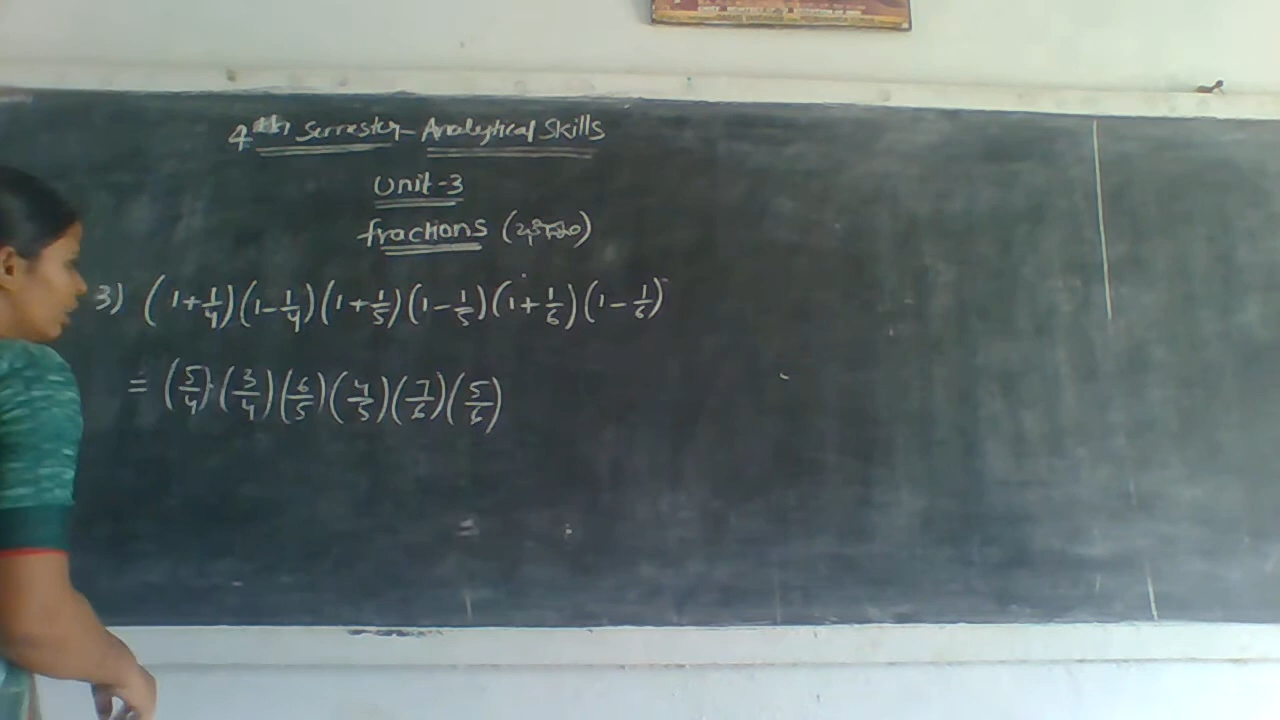 4th Semester - Analytical Skills
Unit-3
fractions
3) (1+1/4)(1-1/4)(1+1/5)(1-1/5)(1+1/6)(1-1/6)
= (5/4)·(3/4)(6/5)(4/5)(7/6)(5/6)